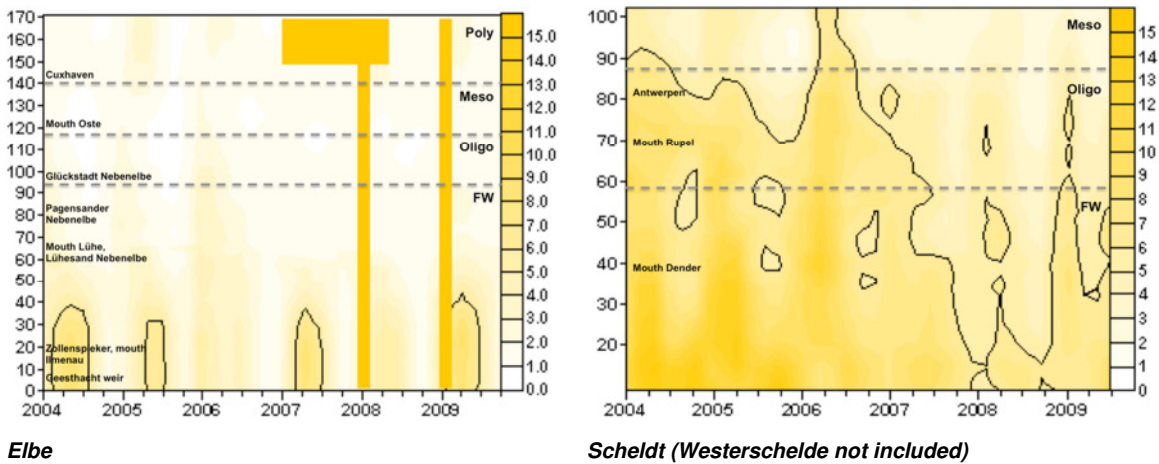 170
160
150
140
130
120
110
100
90
80
70
60
50
40
30
20
10
0
Cuxhaven
Mouth Oste
Glückstadt Nebenelbe
Pagensander
Nebenelbe
Mouth Lühe,
Lühesand Nebenelbe
Zollenspieker, mouth
Ilmenau
Geesthacht weir
Poly
Meso
Oligo
FW
2004 2005 2006 2007 2008 2009
15.0
14.0
13.0
12.0
11.0
10.0
9.0
8.0
7.0
6.0
5.0
4.0
3.0
2.0
1.0
0.0
Elbe
100
90
80
70
60
50
40
30
20
Antwerpen
Mouth Rupel
Mouth Dender
Meso
Oligo
FW
2004 2005 2006 2007 2008 2009
15
14
13
12
11
10
9
8
7
6
5
4
3
2
1
0
Scheldt (Westerschelde not included)